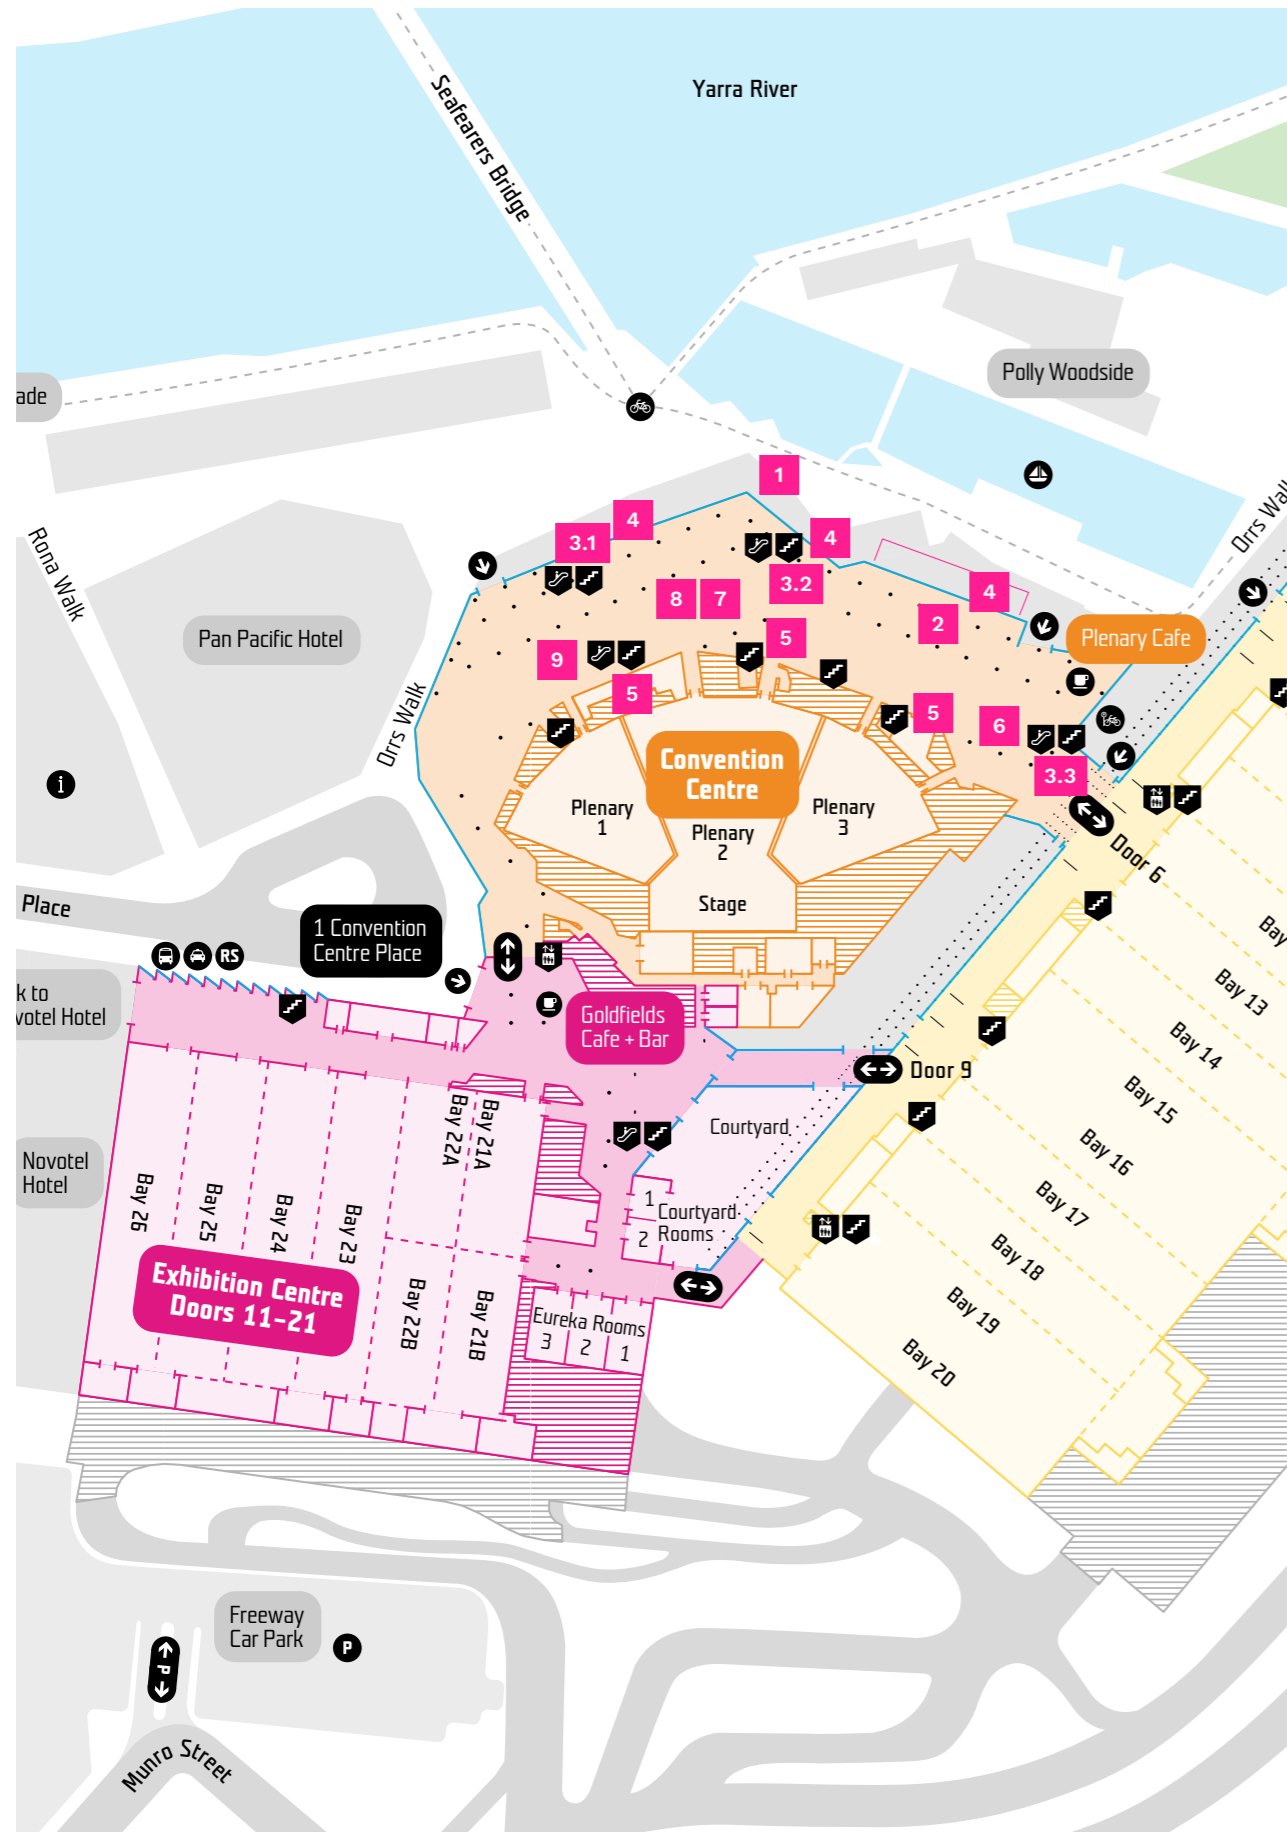 Yarra River
Seafearers Bridge
Polly Woodside
ade
Orrs Walk
1
4
3.1
4
3.2
4
Rona Walk
8
7
2
Pan Pacific Hotel
5
Plenary Cafe
9
5
5
6
Orrs Walk
Convention
Centre
3.3
i
Plenary
1
Plenary
2
Plenary
3
Door 6
Stage
Place
1 Convention
Centre Place
RS
Bay
Bay 13
k to
votel Hotel
Goldfields
Cafe + Bar
Bay 14
Door 9
Bay 15
Courtyard
Bay 22A
Bay 21A
Bay 16
Novotel
Hotel
Bay 26
Bay 25
Bay 24
Bay 23
1
2
Courtyard
Rooms
Bay 17
Bay 18
Exhibition Centre
Doors 11-21
Bay 22B
Bay 21B
Eureka Rooms
3
2
1
Bay 19
Bay 20
Freeway
Car Park
P
P
Munro Street